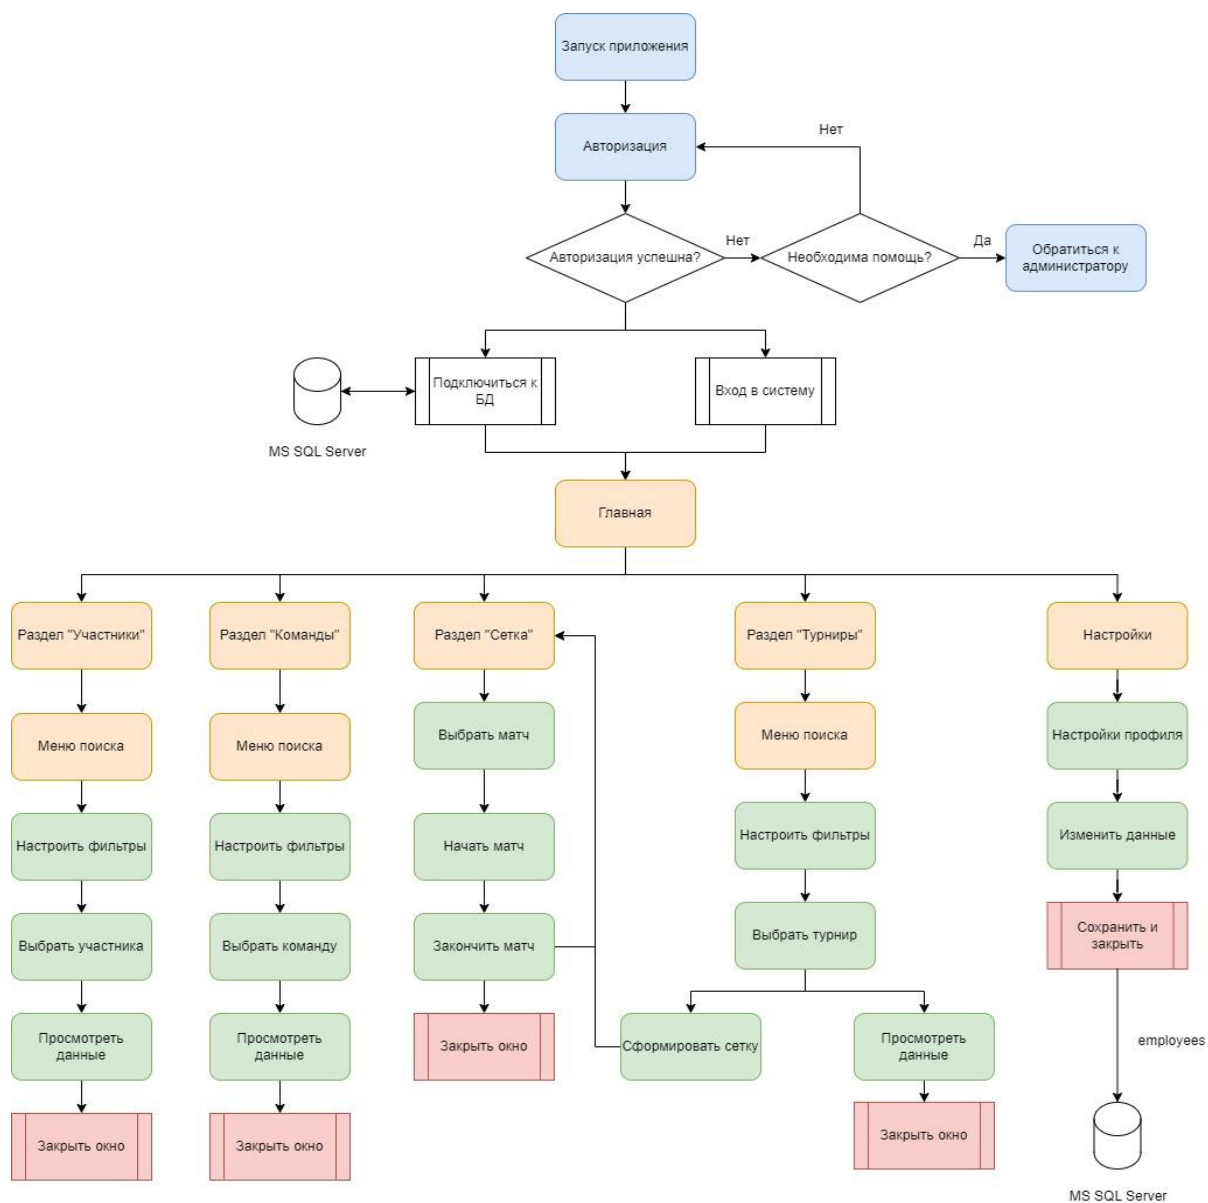 Запуск приложения
Авторизация
Нет
Авторизация успешна?
Нет
Необходима помощь?
Да
Обратиться к
администратору
Подключиться к
БД
Вход в систему
MS SQL Server
Главная
Раздел "Участники"
Раздел "Команды"
Раздел "Сетка"
Раздел "Турниры"
Настройки
Меню поиска
Меню поиска
Выбрать матч
Меню поиска
Настройки профиля
Настроить фильтры
Настроить фильтры
Начать матч
Настроить фильтры
Изменить данные
Выбрать участника
Выбрать команду
Закончить матч
Выбрать турнир
Сохранить и
закрыть
Просмотреть
данные
Просмотреть
данные
Закрыть окно
Сформировать сетку
Просмотреть
данные
employees
Закрыть окно
Закрыть окно
Закрыть окно
MS SQL Server